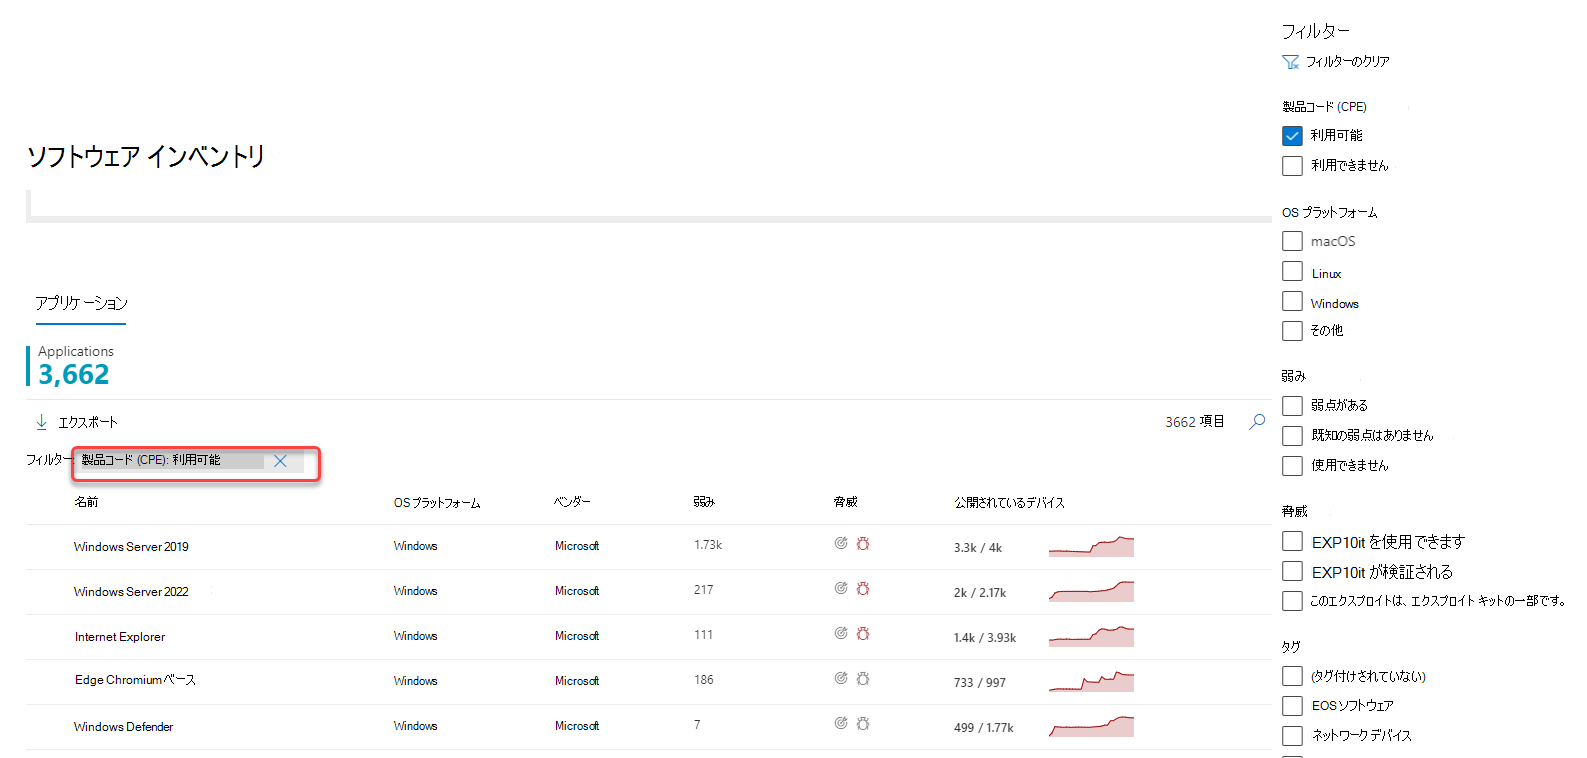 ソフトウェア インベントリ
アプリケーション
Applications
3,662
エクスポート
3662 項目
フィルター:
製品コード (CPE): 利用可能
名前 OS プラットフォーム ベンダー 弱み 脅威 公開されているデバイス
Windows Server 2019 Windows Microsoft 1.73k 3.3k / 4k
Windows Server 2022 Windows Microsoft 217 2k / 2.17k
Internet Explorer Windows Microsoft 111 1.4k / 3.93k
Edge Chromiumベース Windows Microsoft 186 733 / 997
Windows Defender Windows Microsoft 7 499 / 1.77k
フィルター
フィルターのクリア
製品コード (CPE)
利用可能
利用できません
OS プラットフォーム
macOS
Linux
Windows
その他
弱み
弱点がある
既知の弱点はありません
使用できません
脅威
EXP10it を使用できます
EXP10it が検証される
このエクスプロイトは、エクスプロイト キットの一部です。
タグ
(タグ付けされていない)
EOSソフトウェア
ネットワーク デバイス